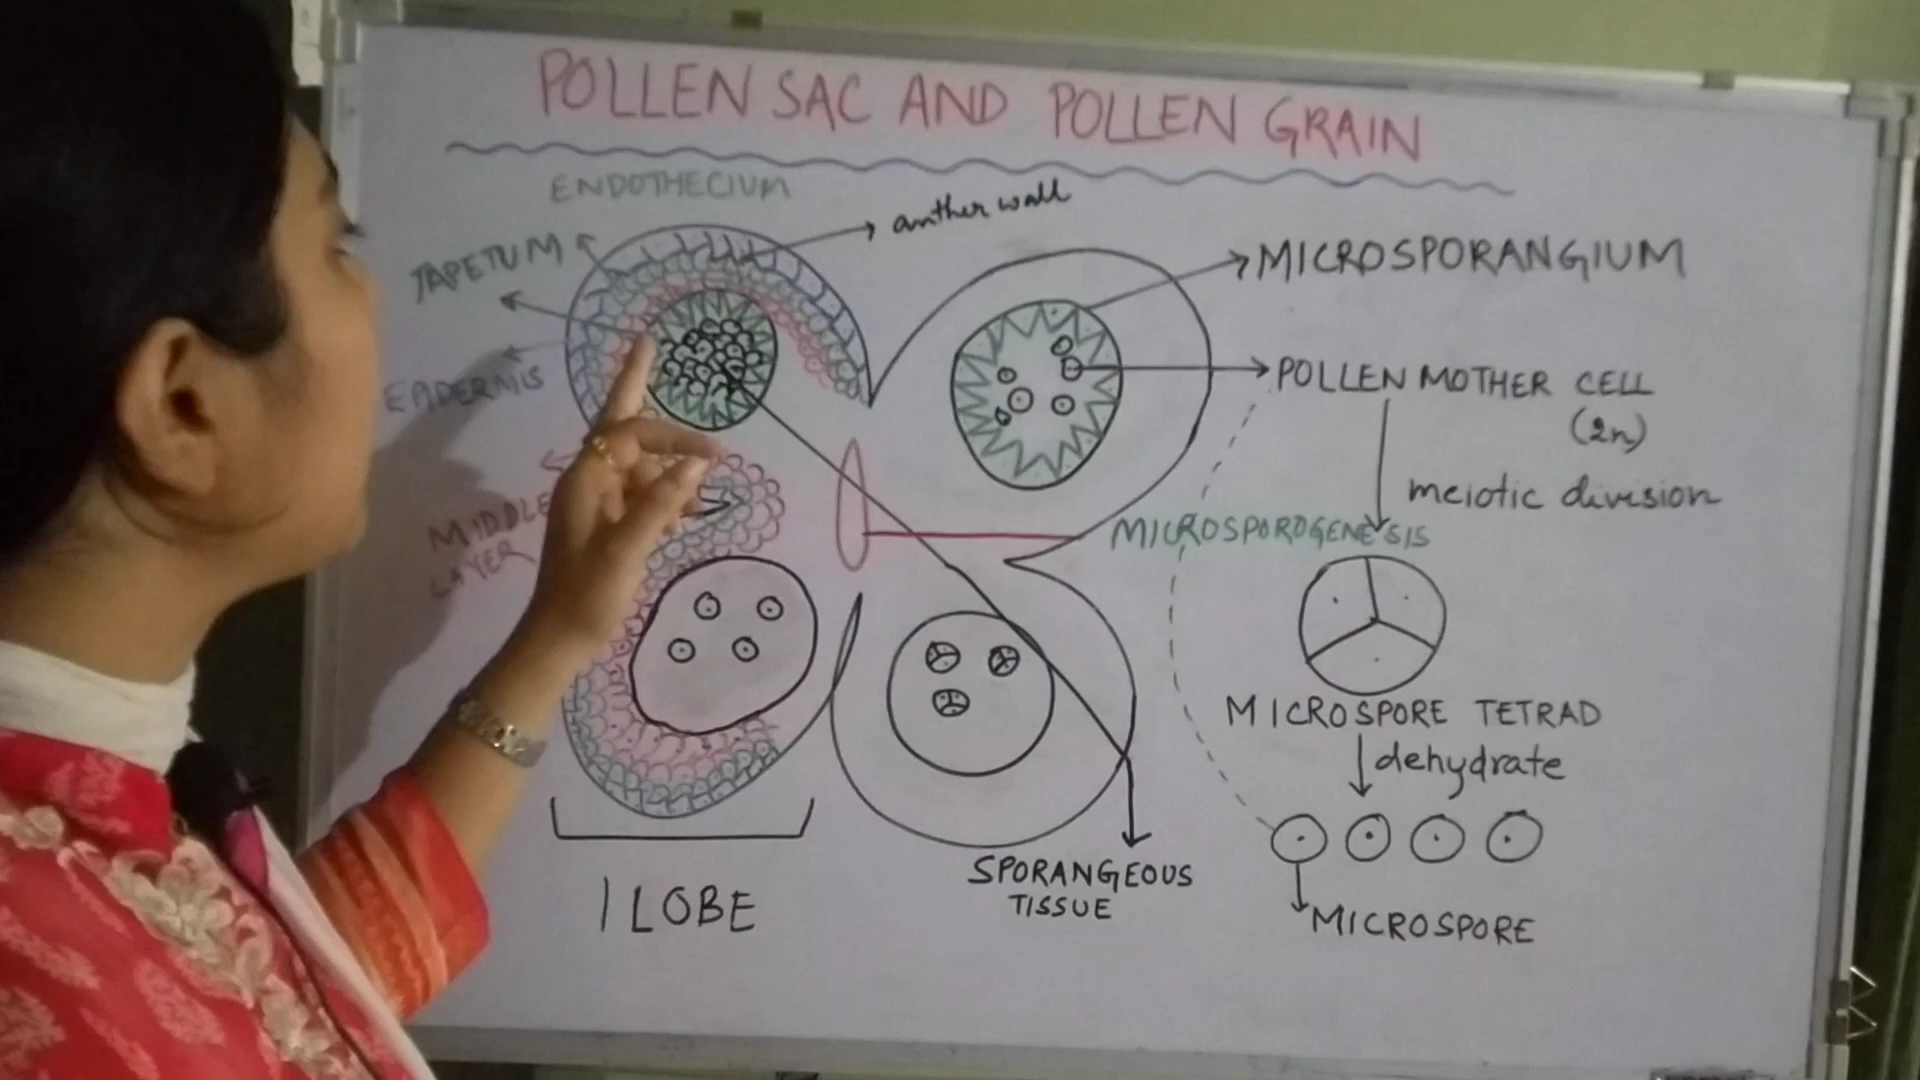 POLLEN SAC AND POLLEN GRAIN
ENDOTHECIUM
anther wall
TAPETUM
MICROSPORANGIUM
EPIDERMIS
POLLEN MOTHER CELL
(2n)
meiotic division
MIDDLE
LAYER
MICROSPOROGENESIS
MICROSPORE TETRAD
dehydrate
SPORANGEOUS
TISSUE
1 LOBE
MICROSPORE